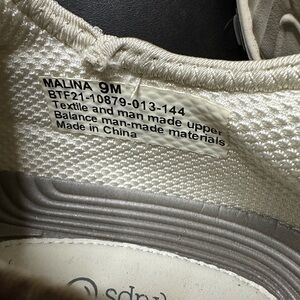 MALINA 9M
BTF21-10879-013-144
Textile and man made upper
Balance man-made materials
Made in China